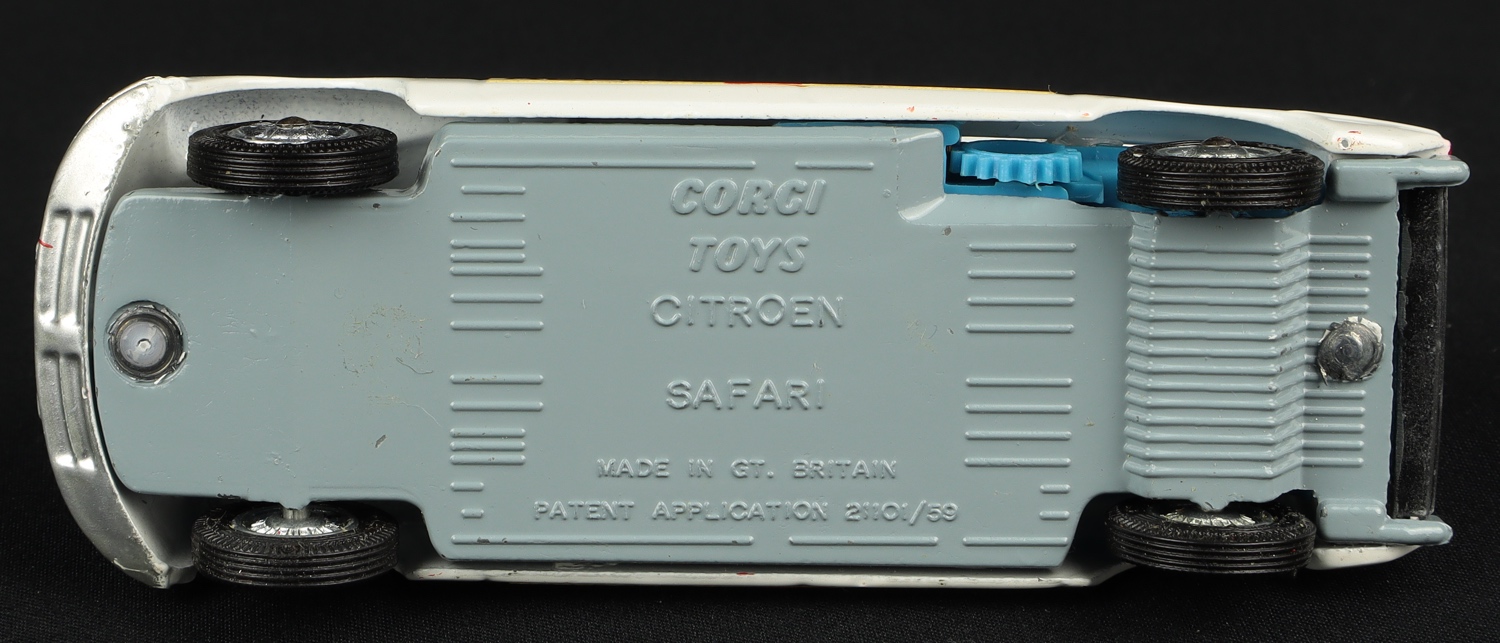 CORGI
TOYS
CITROEN
SAFARI
MADE IN GT. BRITAIN
PATENT APPLICATION 21101/59